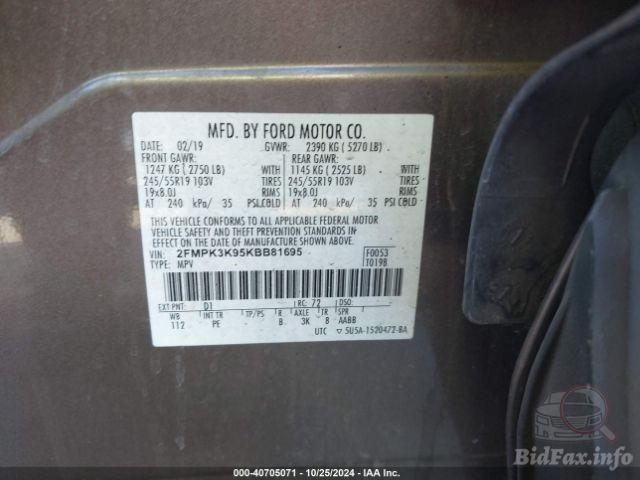 MFD. BY FORD MOTOR CO.
DATE: 02/19 GVWR: 2390 KG ( 5270 LB)
FRONT GAWR: REAR GAWR:
1247 KG ( 2750 LB) WITH 1145 KG ( 2525 LB) WITH
245/55R19 103V TIRES 245/55R19 103V TIRES
19x8.0J RIMS 19x8.0J RIMS
AT 240 kPa/ 35 PSI.COLD AT 240 kPa/ 35 PSI.COLD
THIS VEHICLE CONFORMS TO ALL APPLICABLE FEDERAL MOTOR
VEHICLE SAFETY AND THEFT PREVENTION STANDARDS IN
EFFECT ON THE DATE OF MANUFACTURE SHOWN ABOVE.
VIN: 2FMPK3K95KBB81695 F0053
TYPE: MPV T019B
EXT PNT: D1 RC: 72 DSO:
WB INT TR TP/PS R AXLE TR SPR
112 PE B 3K 8 AABB
UTC ▽ 5U5A-1520472-BA
BidFax.info
000-40705071 - 10/25/2024 - IAA Inc.